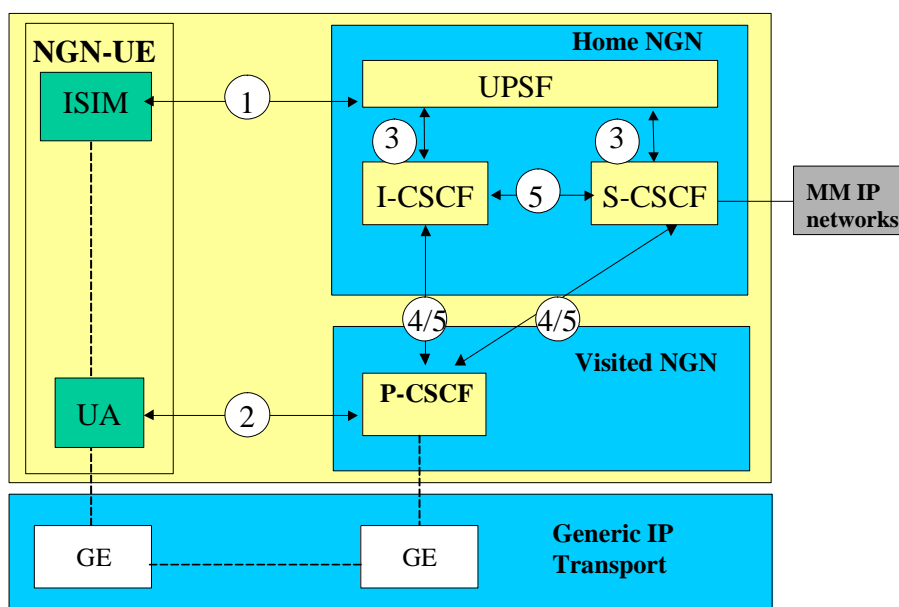 NGN-UE
Home NGN
ISIM
1
UPSF
3
3
I-CSCF
5
S-CSCF
MM IP
networks
4/5
4/5
Visited NGN
P-CSCF
UA
2
GE
GE
Generic IP
Transport